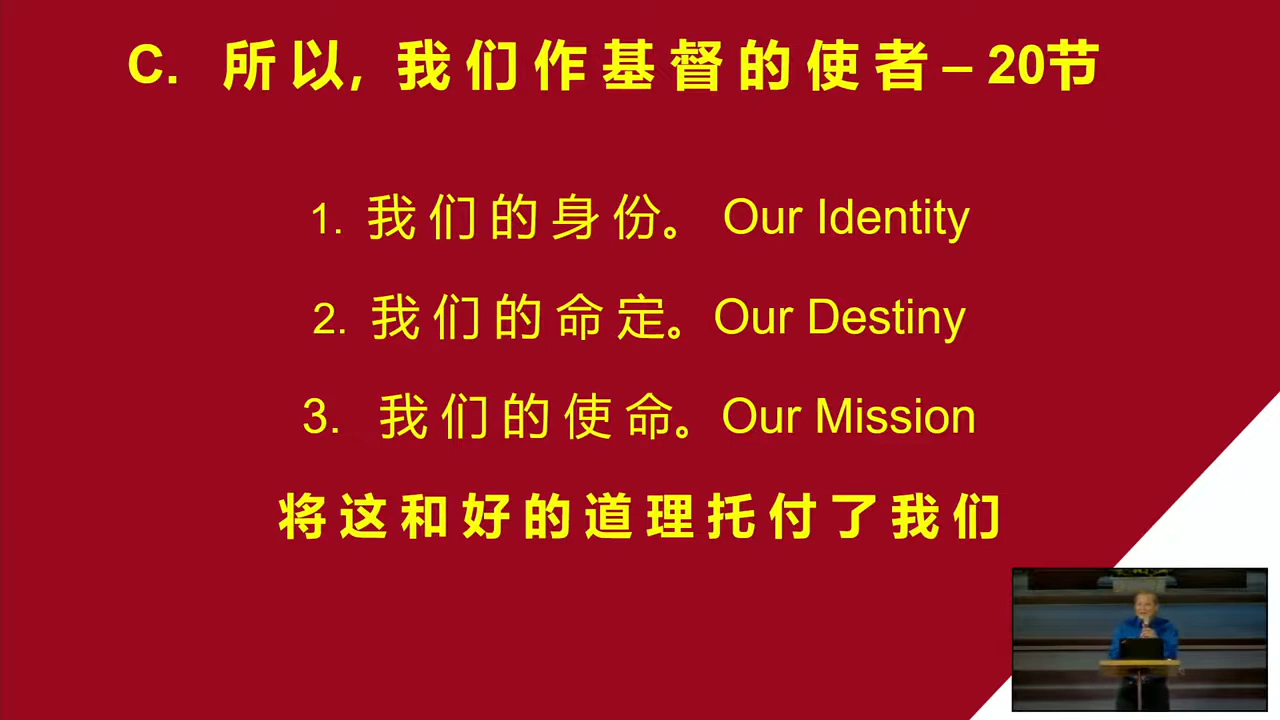 C. 所以, 我们作基督的使者 – 20节
1. 我们的身份。 Our Identity
2. 我们的命定。Our Destiny
3. 我们的使命。Our Mission
将这和好的道理托付了我们